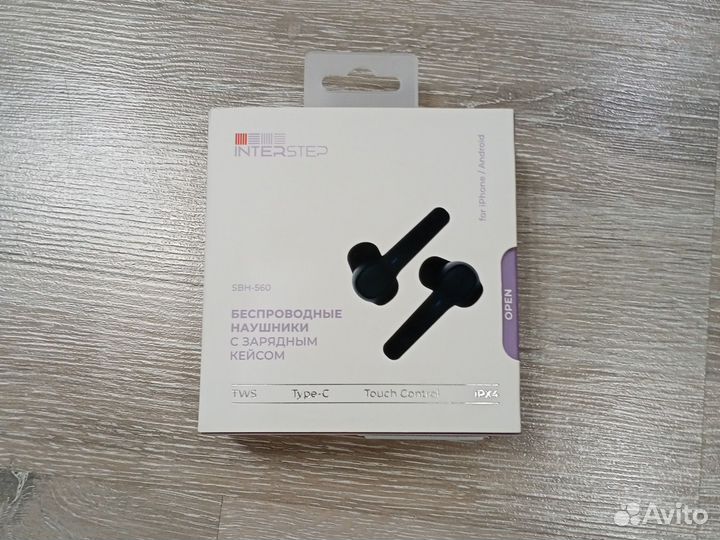 INTERSTEP
for iPhone / Android
SBH-560
БЕСПРОВОДНЫЕ
НАУШНИКИ
С ЗАРЯДНЫМ
КЕЙСОМ
OPEN
TWS Type-C Touch Control IPX4
Avito